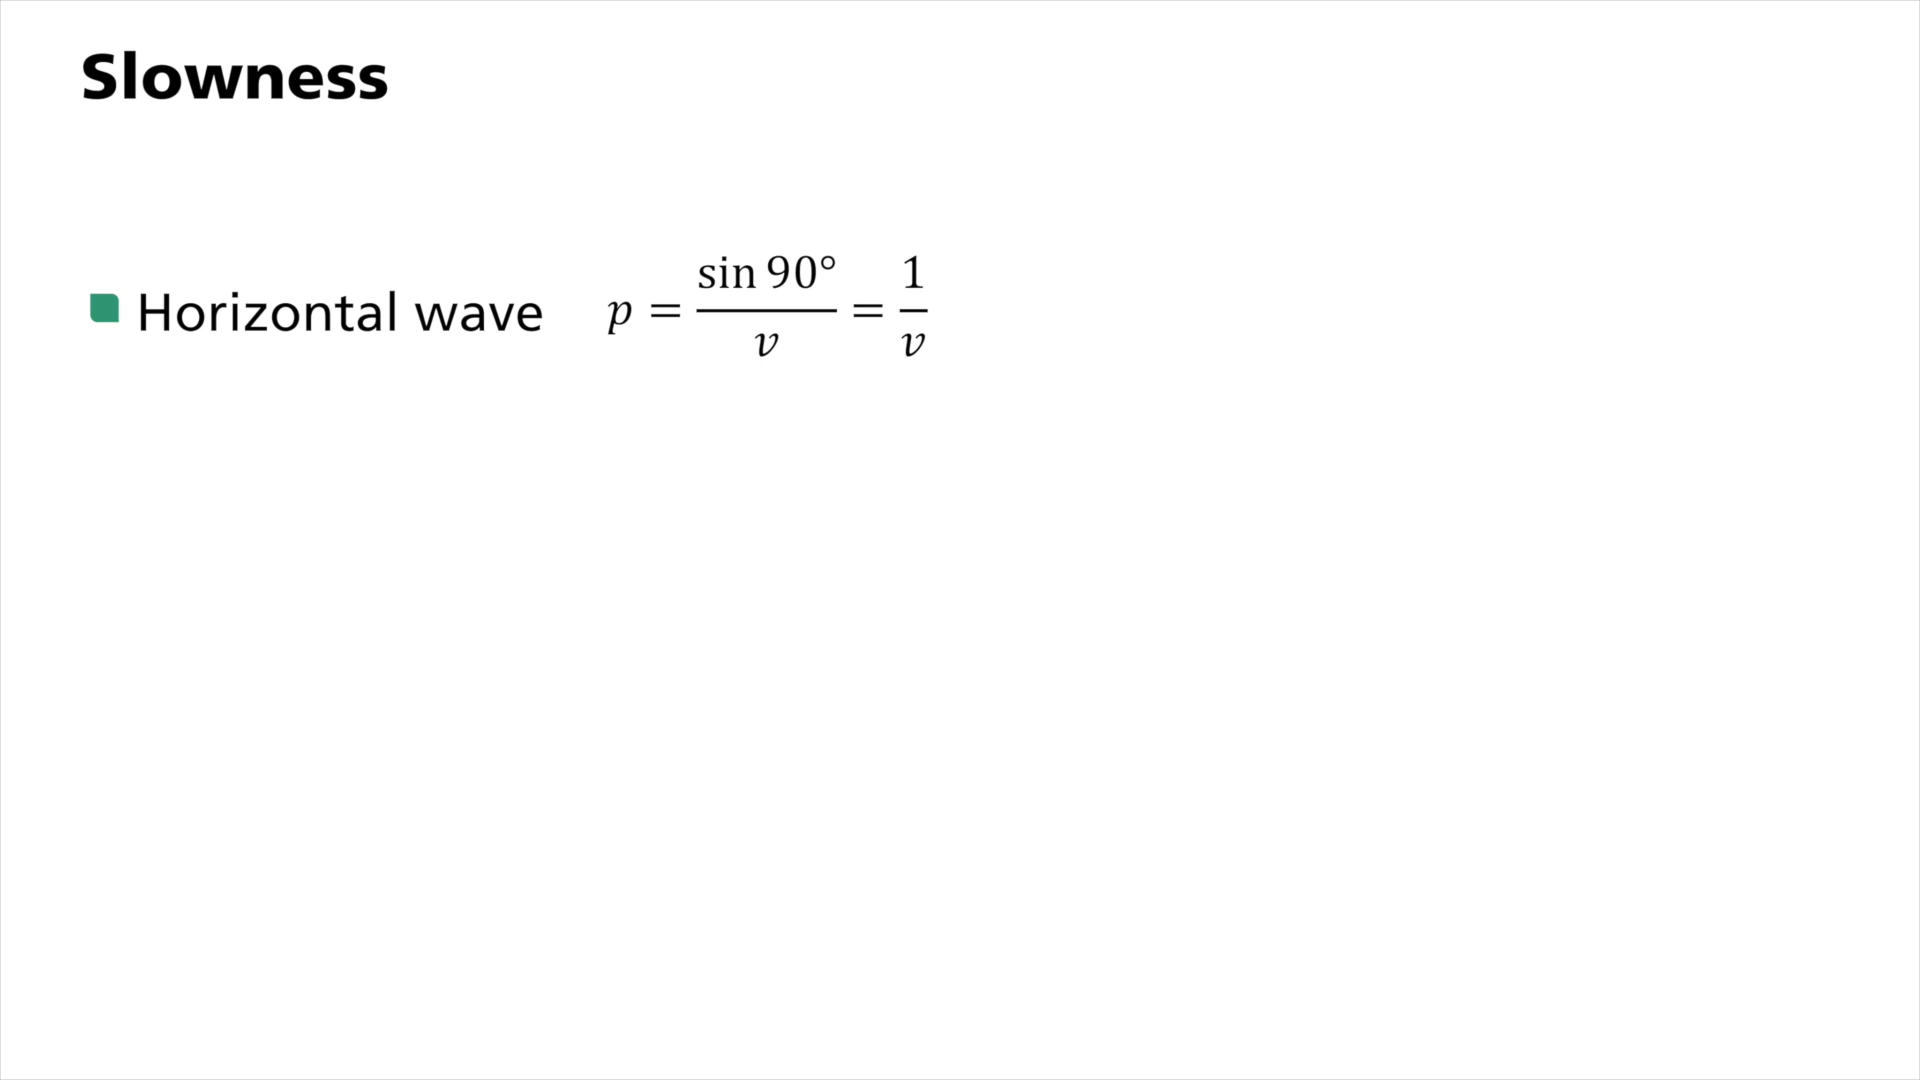 Slowness
Horizontal wave p = sin 90° / v = 1 / v